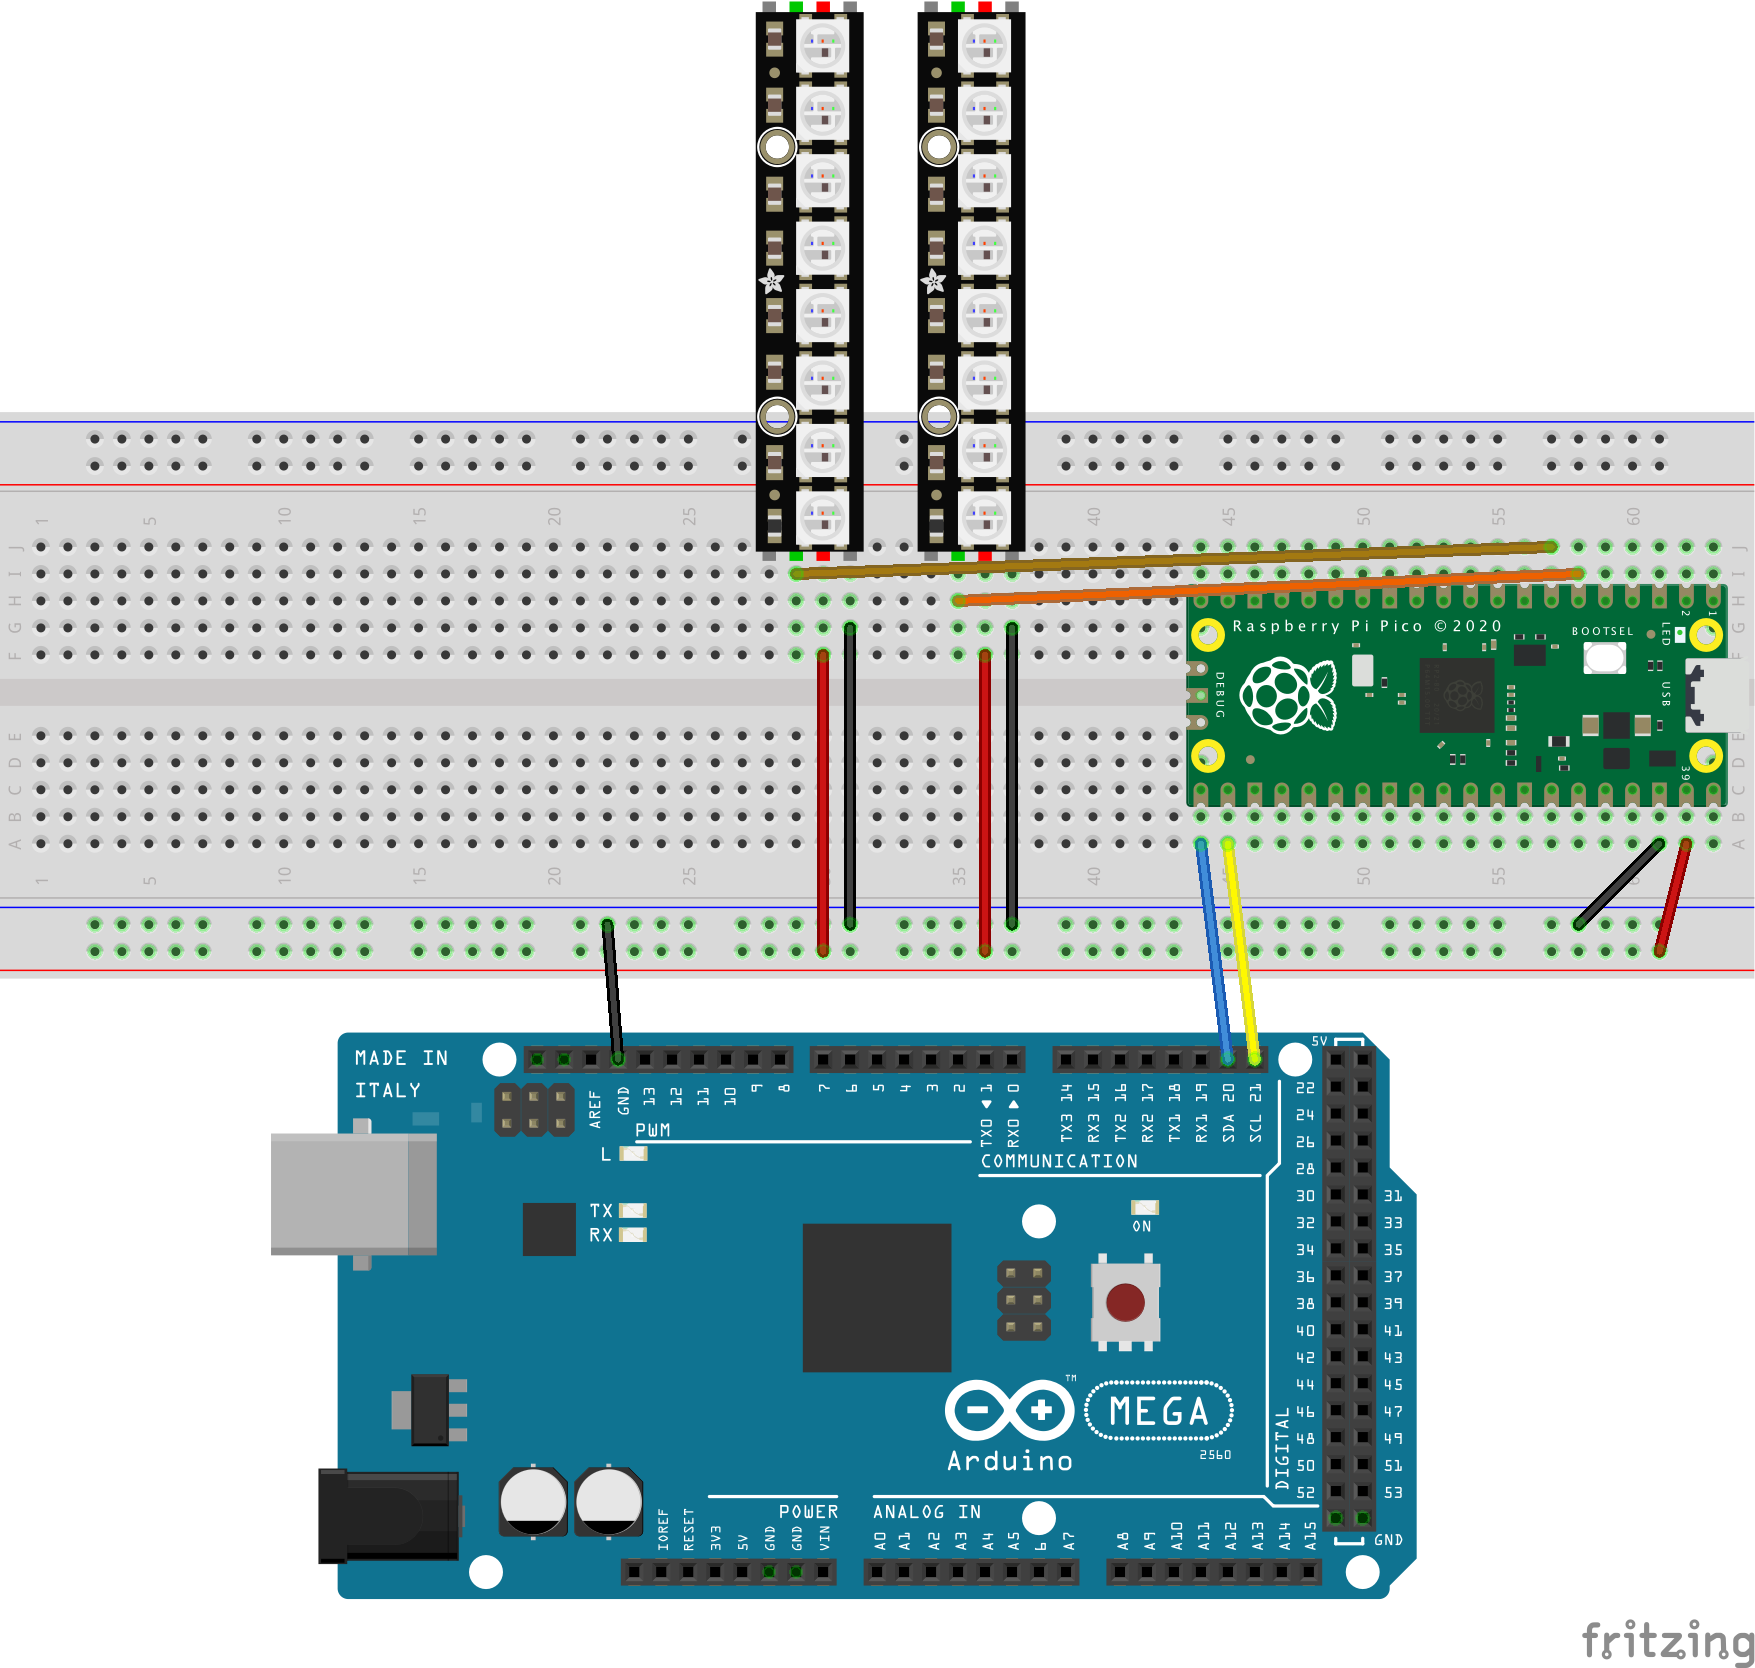 1 5 10 15 20 25 40 45 50 55 60
J J
I I
H H
G G
F F
2 1
Raspberry Pi Pico ©2020
BOOTSEL
LED
DEBUG
USB
39
E E
D D
C C
B B
A A
1 5 10 15 20 25 35 40 50 55
MADE IN
ITALY
5V
AREF GND 13 12 11 10 9 8 7 6 5 4 3 2 TX0 1 RX0 0 TX3 14 RX3 15 TX2 16 RX2 17 TX1 18 RX1 19 SDA 20 SCL 21
PWM
COMMUNICATION
L
TX
RX
ON
22
24
26
28
30 31
32 33
34 35
36 37
38 39
40 41
42 43
44 45
46 47
48 49
50 51
52 53
DIGITAL
GND
TM
MEGA
2560
Arduino
POWER
ANALOG IN
IOREF RESET 3V3 5V GND GND VIN A0 A1 A2 A3 A4 A5 6 A7 A8 A9 A10 A11 A12 A13 A14 A15
fritzing